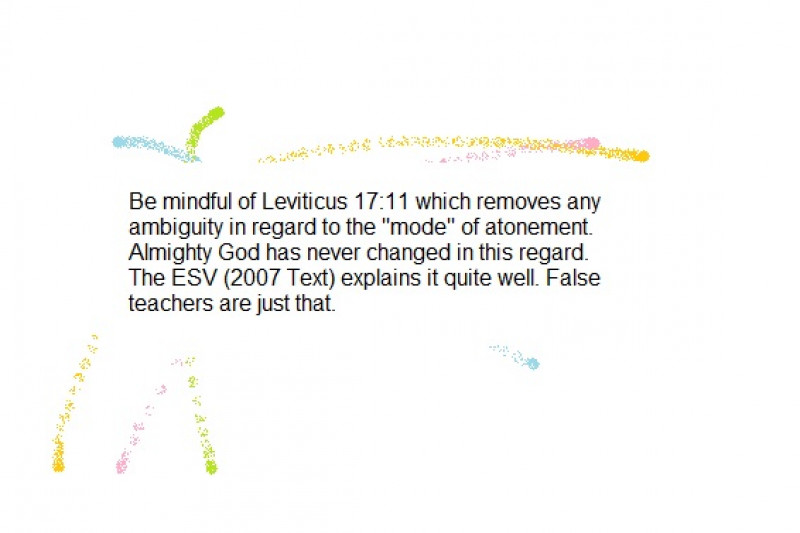 Be mindful of Leviticus 17:11 which removes any
ambiguity in regard to the "mode" of atonement.
Almighty God has never changed in this regard.
The ESV (2007 Text) explains it quite well. False
teachers are just that.